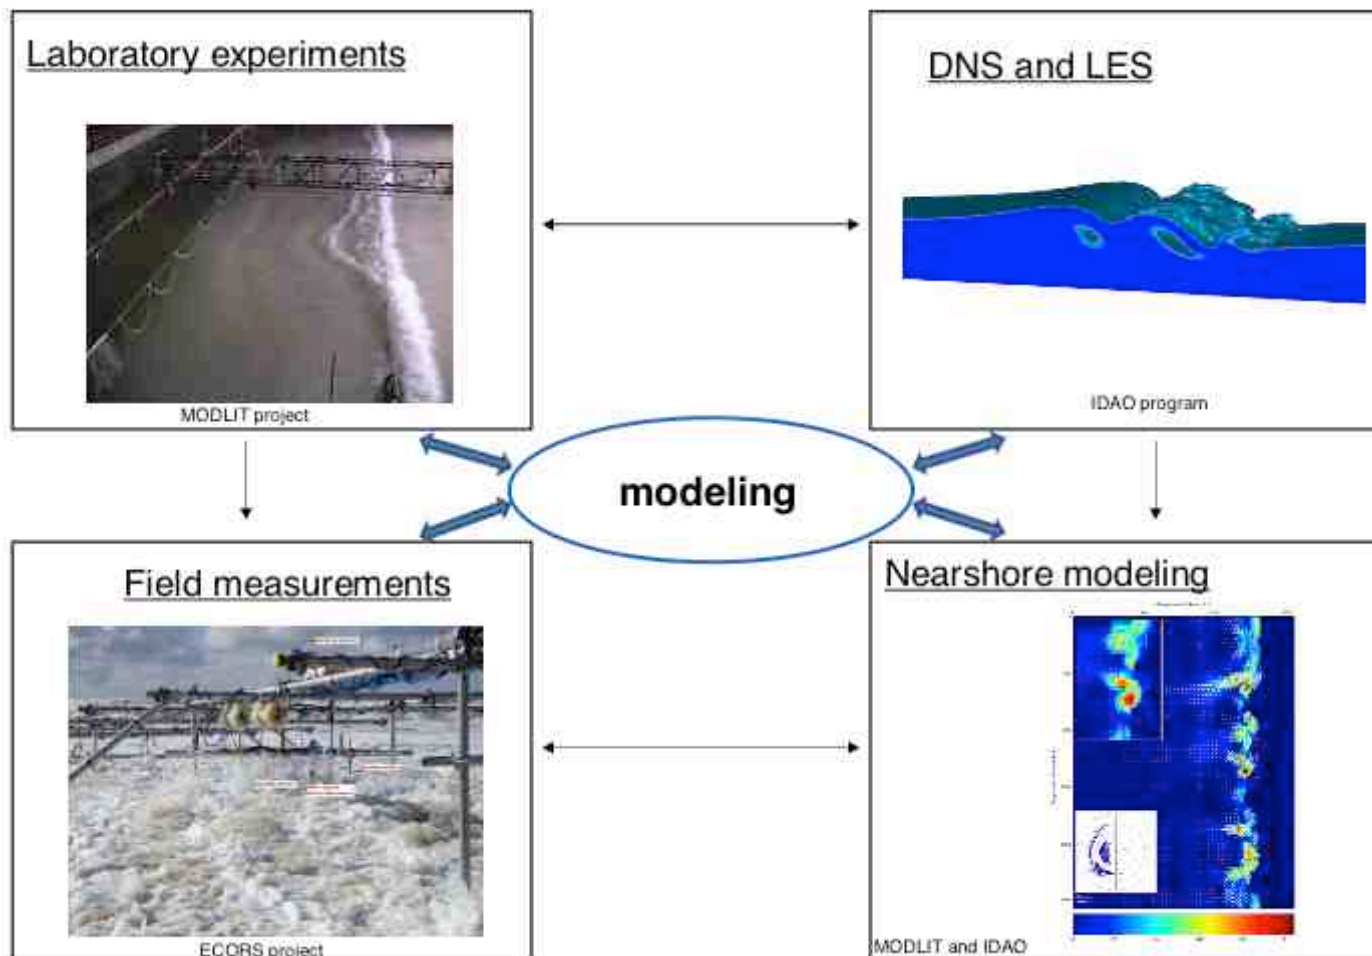 Laboratory experiments
MODLIT project
DNS and LES
IDAO program
modeling
Field measurements
ECORS project
Nearshore modeling
MODLIT and IDAO